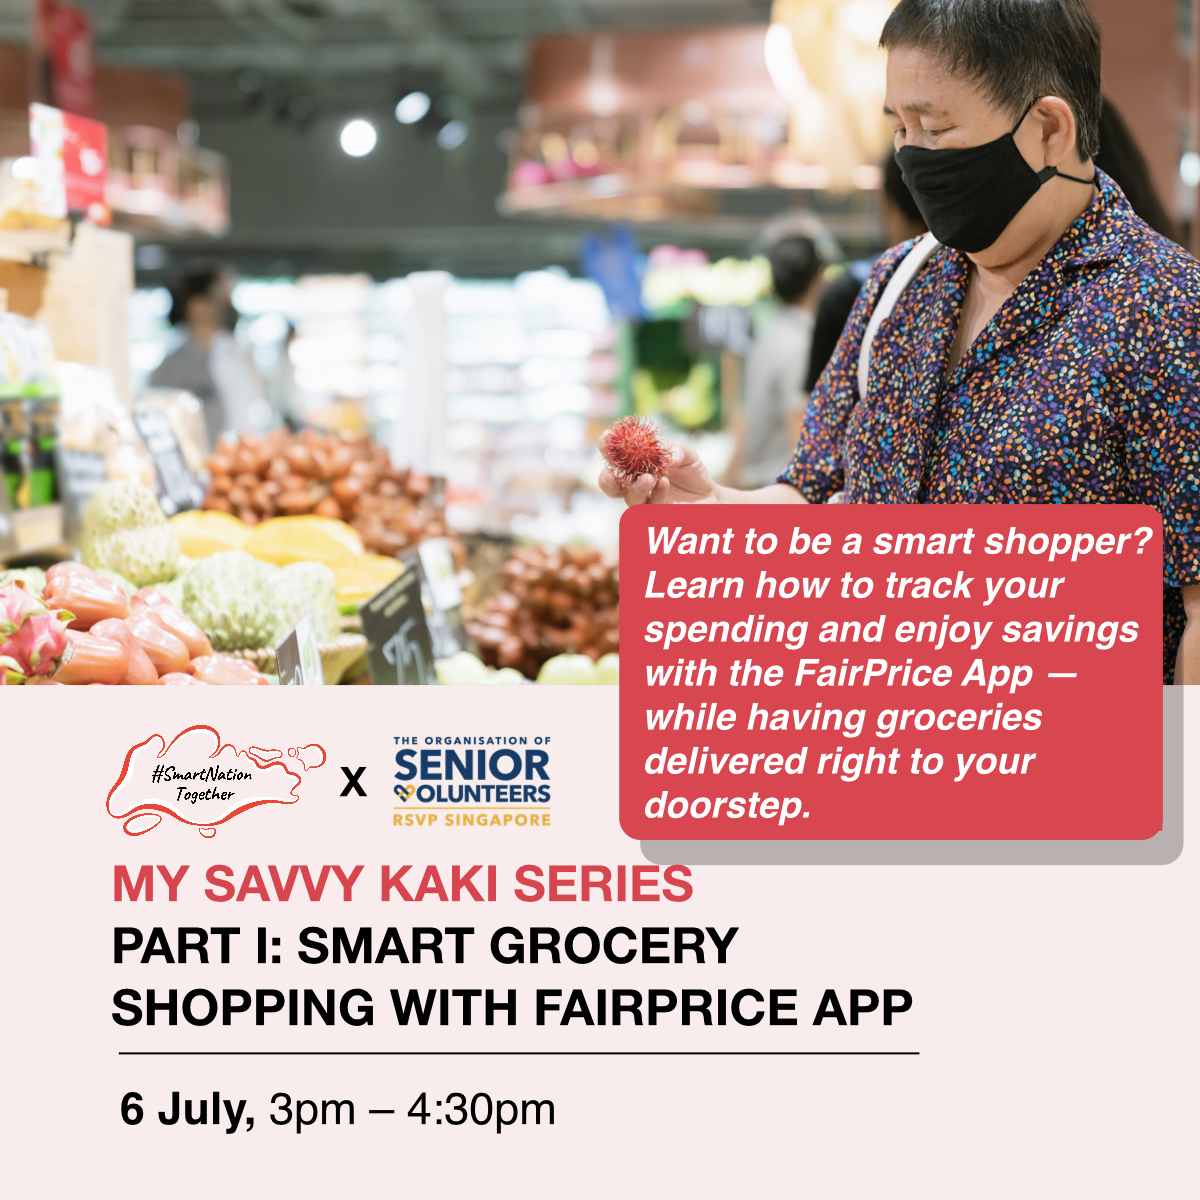 Want to be a smart shopper?
Learn how to track your
spending and enjoy savings
with the FairPrice App —
while having groceries
delivered right to your
doorstep.
#SmartNation
Together
X
THE ORGANISATION OF
SENIOR
VOLUNTEERS
RSVP SINGAPORE
MY SAVVY KAKI SERIES
PART I: SMART GROCERY
SHOPPING WITH FAIRPRICE APP
6 July, 3pm – 4:30pm